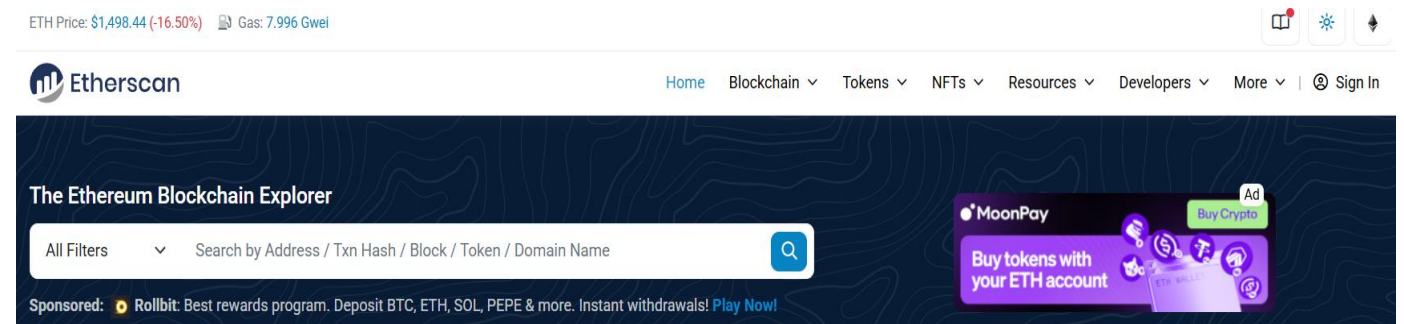 ETH Price: $1,498.44 (-16.50%) Gas: 7.996 Gwei
Etherscan
Home Blockchain Tokens NFTs Resources Developers More | Sign In
The Ethereum Blockchain Explorer
All Filters Search by Address / Txn Hash / Block / Token / Domain Name
Sponsored: Rollbit: Best rewards program. Deposit BTC, ETH, SOL, PEPE & more. Instant withdrawals! Play Now!
Ad
MoonPay Buy Crypto
Buy tokens with
your ETH account
ETH WALLET